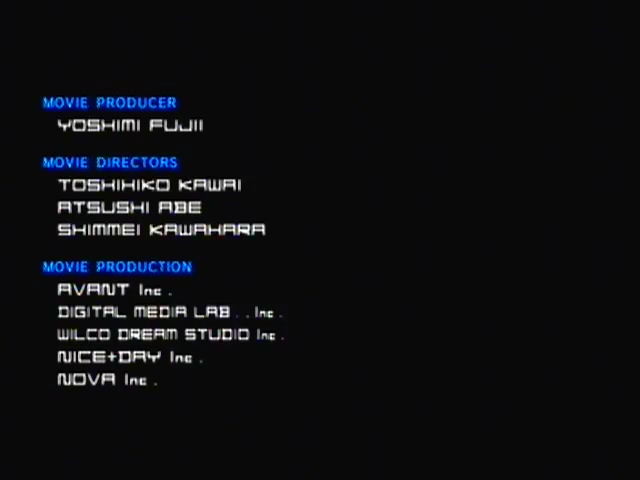 MOVIE PRODUCER
YOSHIMI FUJII
MOVIE DIRECTORS
TOSHIHIKO KAWAI
ATSUSHI ABE
SHIMMEI KAWAHARA
MOVIE PRODUCTION
AVANT Inc.
DIGITAL MEDIA LAB., Inc.
WILCO DREAM STUDIO Inc.
NICE+DAY Inc.
NOVA Inc.